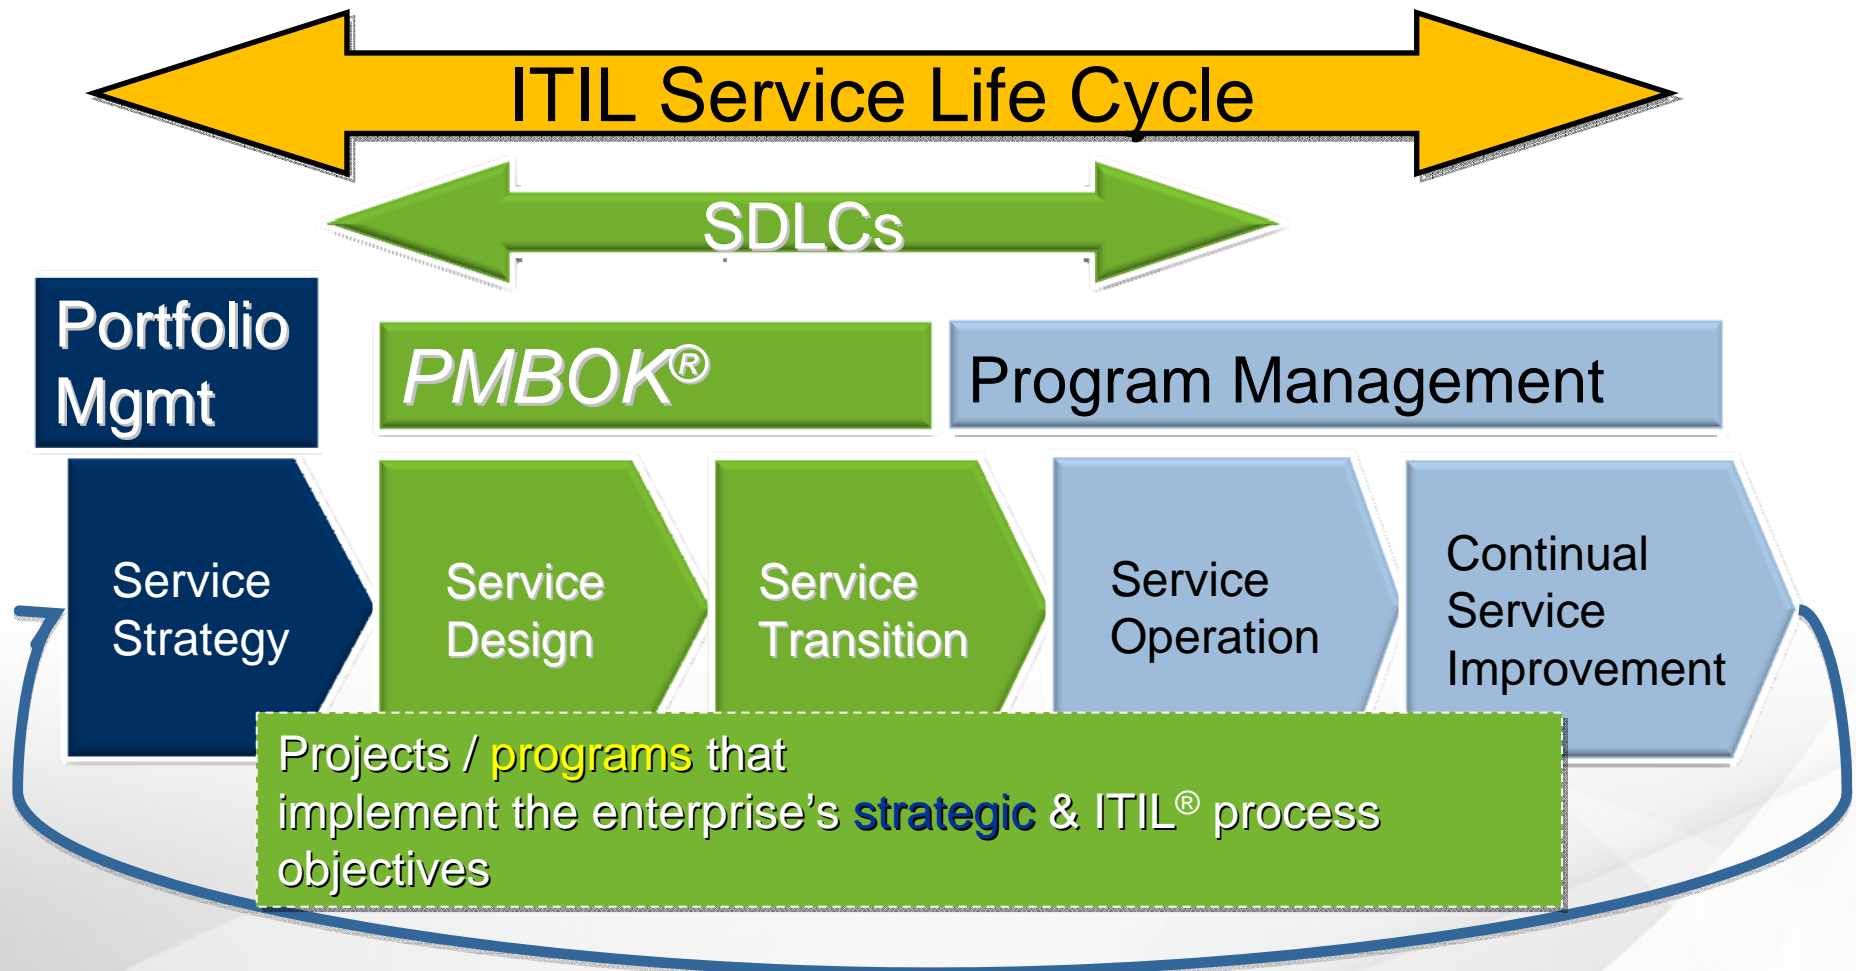 ITIL Service Life Cycle
SDLCs
Portfolio
Mgmt
PMBOK®
Program Management
Service
Strategy
Service
Design
Service
Transition
Service
Operation
Continual
Service
Improvement
Projects / programs that
implement the enterprise’s strategic & ITIL® process
objectives